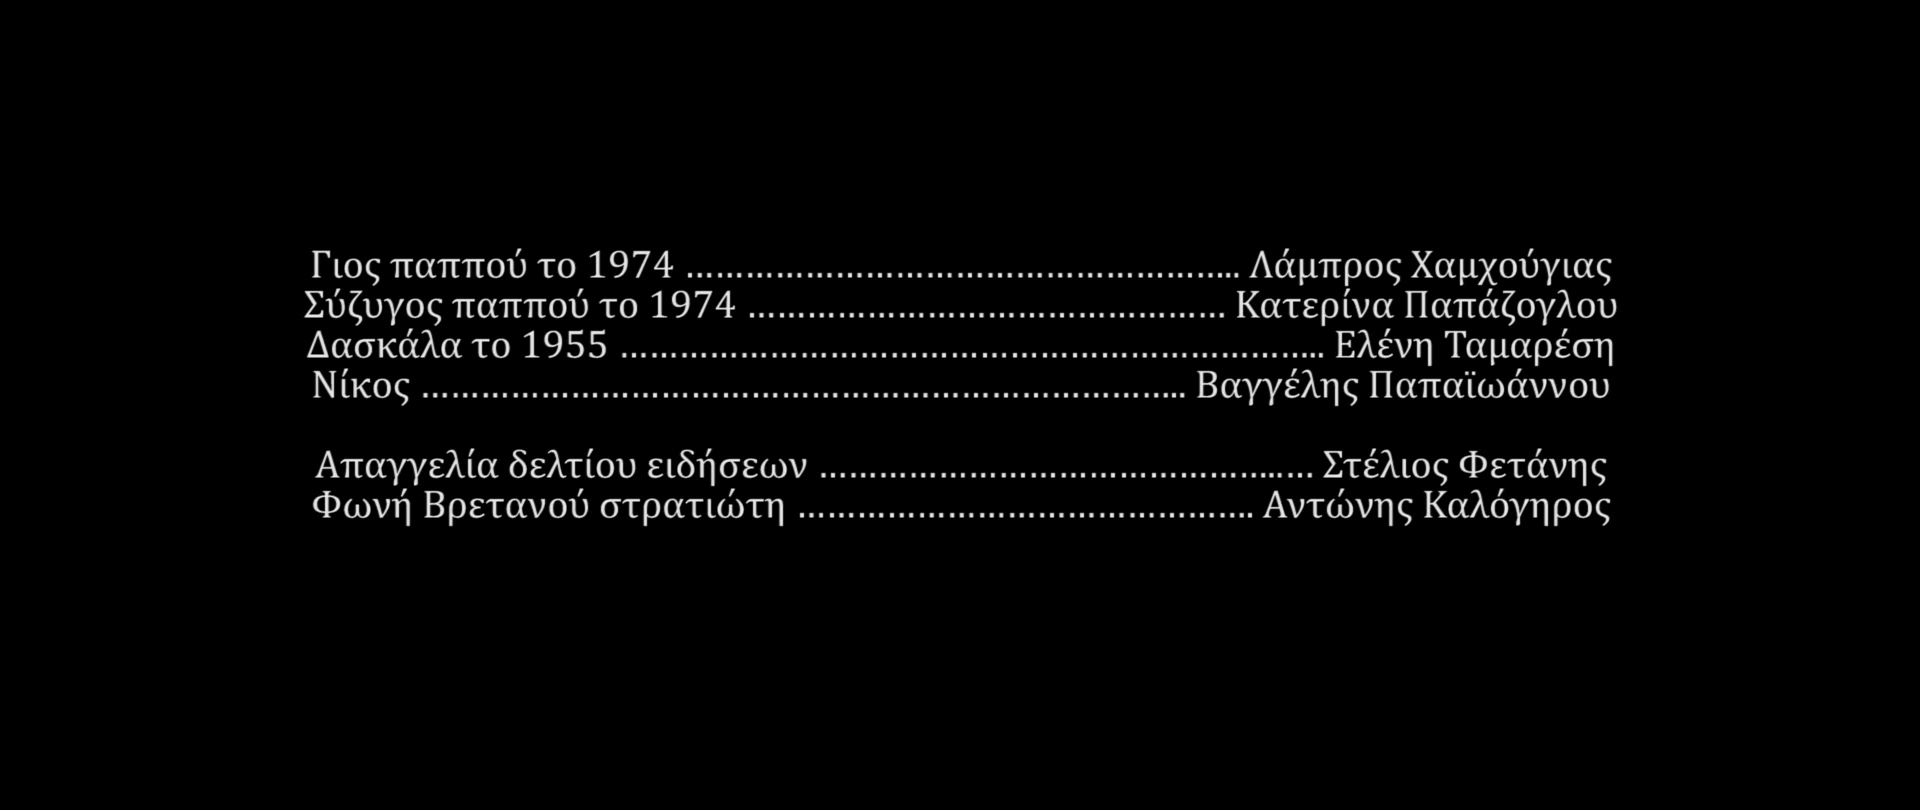 Γιος παππού το 1974 ……………………………………………….. Λάμπρος Χαμχούγιας
Σύζυγος παππού το 1974 ………………………………………… Κατερίνα Παπάζογλου
Δασκάλα το 1955 …………………………………………………………….. Ελένη Ταμαρέση
Νίκος ………………………………………………………………….. Βαγγέλης Παπαϊωάννου
Απαγγελία δελτίου ειδήσεων ……………………………………...…. Στέλιος Φετάνης
Φωνή Βρετανού στρατιώτη ………………………………………. Αντώνης Καλόγηρος